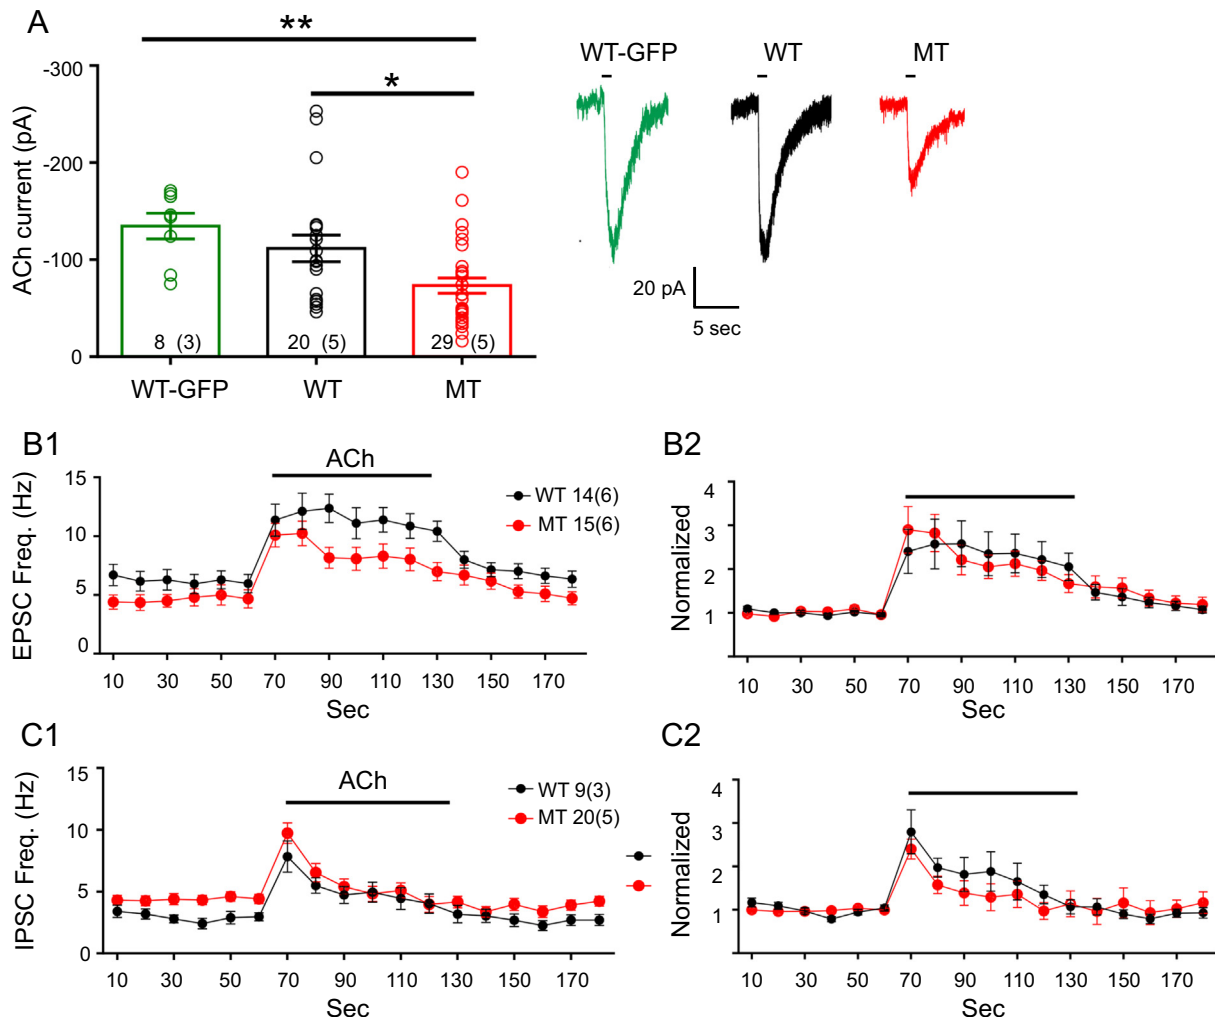 A
**
*
ACh current (pA)
-300
-200
-100
0
8 (3)
20 (5)
29 (5)
WT-GFP
WT
MT
WT-GFP
WT
MT
20 pA
5 sec
B1
EPSC Freq. (Hz)
15
10
5
0
ACh
WT 14(6)
MT 15(6)
10
30
50
70
90
110
130
150
170
Sec
B2
Normalized
4
3
2
1
10
30
50
70
90
110
130
150
170
Sec
C1
IPSC Freq. (Hz)
15
10
5
0
ACh
WT 9(3)
MT 20(5)
10
30
50
70
90
110
130
150
170
Sec
C2
Normalized
4
3
2
1
10
30
50
70
90
110
130
150
170
Sec